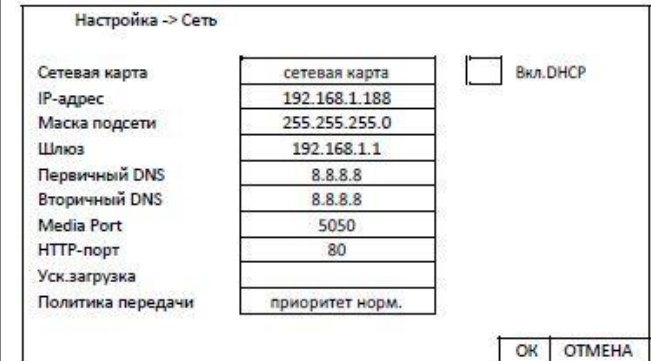 Настройка -> Сеть
Сетевая карта сетевая карта Вкл.DHCP
IP-адрес 192.168.1.188
Маска подсети 255.255.255.0
Шлюз 192.168.1.1
Первичный DNS 8.8.8.8
Вторичный DNS 8.8.8.8
Media Port 5050
HTTP-порт 80
Уск.загрузка
Политика передачи приоритет норм.
OK ОТМЕНА